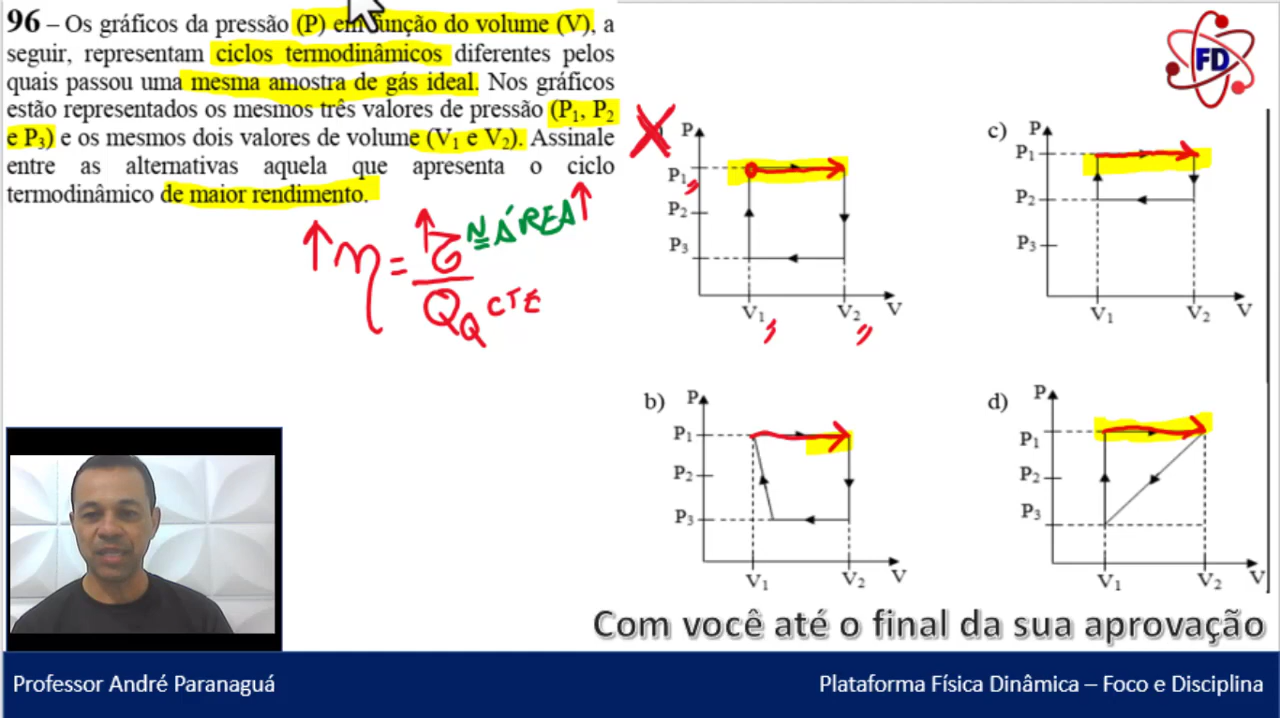 96 – Os gráficos da pressão (P) em função do volume (V), a
seguir, representam ciclos termodinâmicos diferentes pelos
quais passou uma mesma amostra de gás ideal. Nos gráficos
estão representados os mesmos três valores de pressão (P1, P2
e P3) e os mesmos dois valores de volume (V1 e V2). Assinale
entre as alternativas aquela que apresenta o ciclo
termodinâmico de maior rendimento.
η = τ N= ÁREA
QQ CTE
FD
P
P1
P2
P3
V1
V2
V
c)
P
P1
P2
P3
V1
V2
V
b)
P
P1
P2
P3
V1
V2
V
d)
P
P1
P2
P3
V1
V2
V
Com você até o final da sua aprovação
Professor André Paranaguá
Plataforma Física Dinâmica – Foco e Disciplina